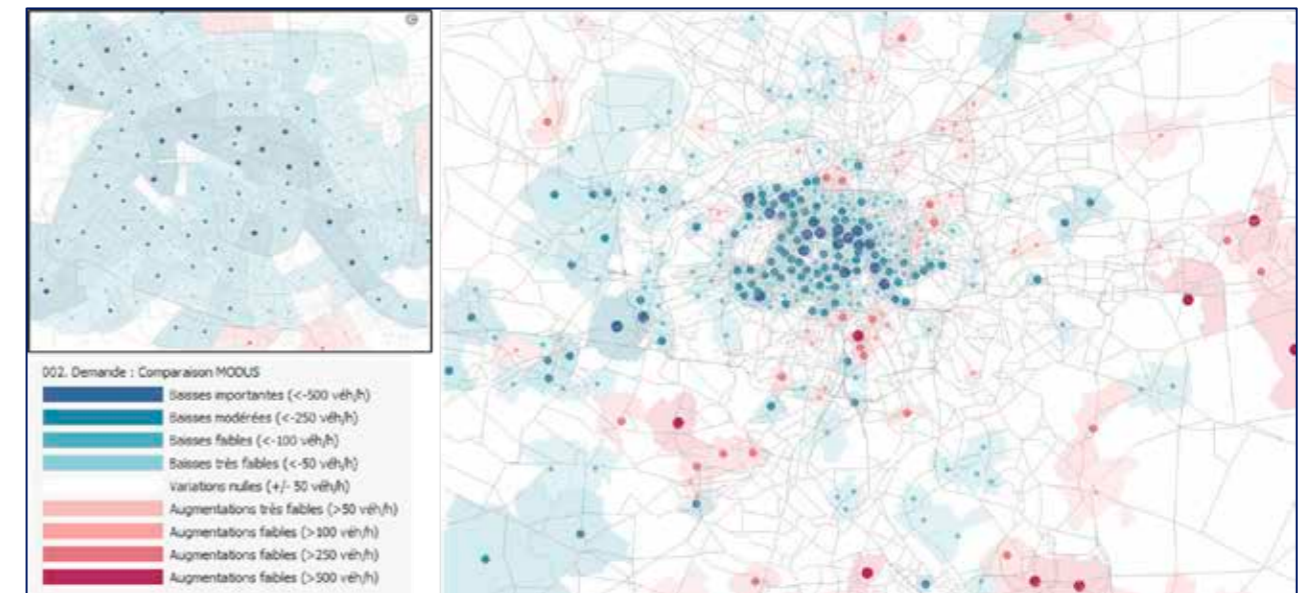 002. Demande : Comparaison MODUS
Baisses importantes (<-500 véh/h)
Baisses modérées (<-250 véh/h)
Baisses faibles (<-100 véh/h)
Baisses très faibles (<-50 véh/h)
Variations nulles (+/- 50 véh/h)
Augmentations très faibles (>50 véh/h)
Augmentations faibles (>100 véh/h)
Augmentations faibles (>250 véh/h)
Augmentations faibles (>500 véh/h)